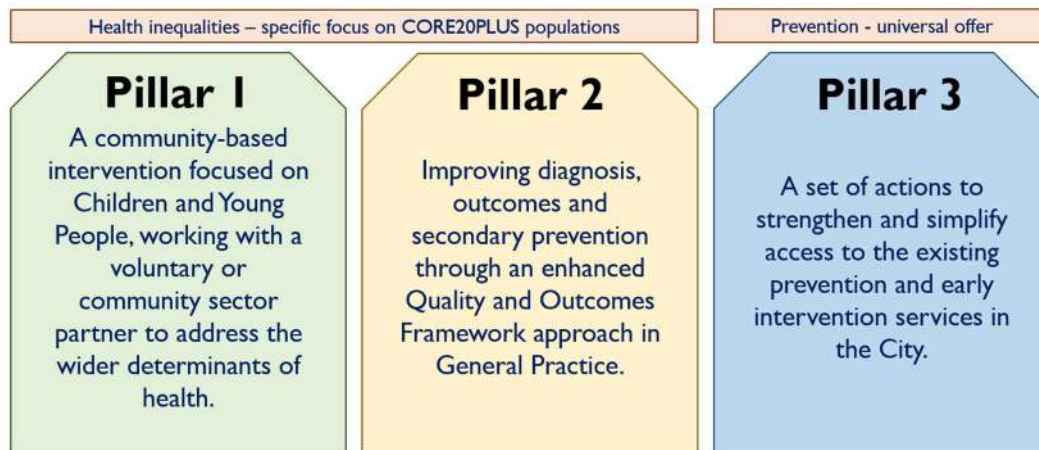 Health inequalities – specific focus on CORE20PLUS populations
Prevention - universal offer
Pillar 1
A community-based
intervention focused on
Children and Young
People, working with a
voluntary or
community sector
partner to address the
wider determinants of
health.
Pillar 2
Improving diagnosis,
outcomes and
secondary prevention
through an enhanced
Quality and Outcomes
Framework approach in
General Practice.
Pillar 3
A set of actions to
strengthen and simplify
access to the existing
prevention and early
intervention services in
the City.